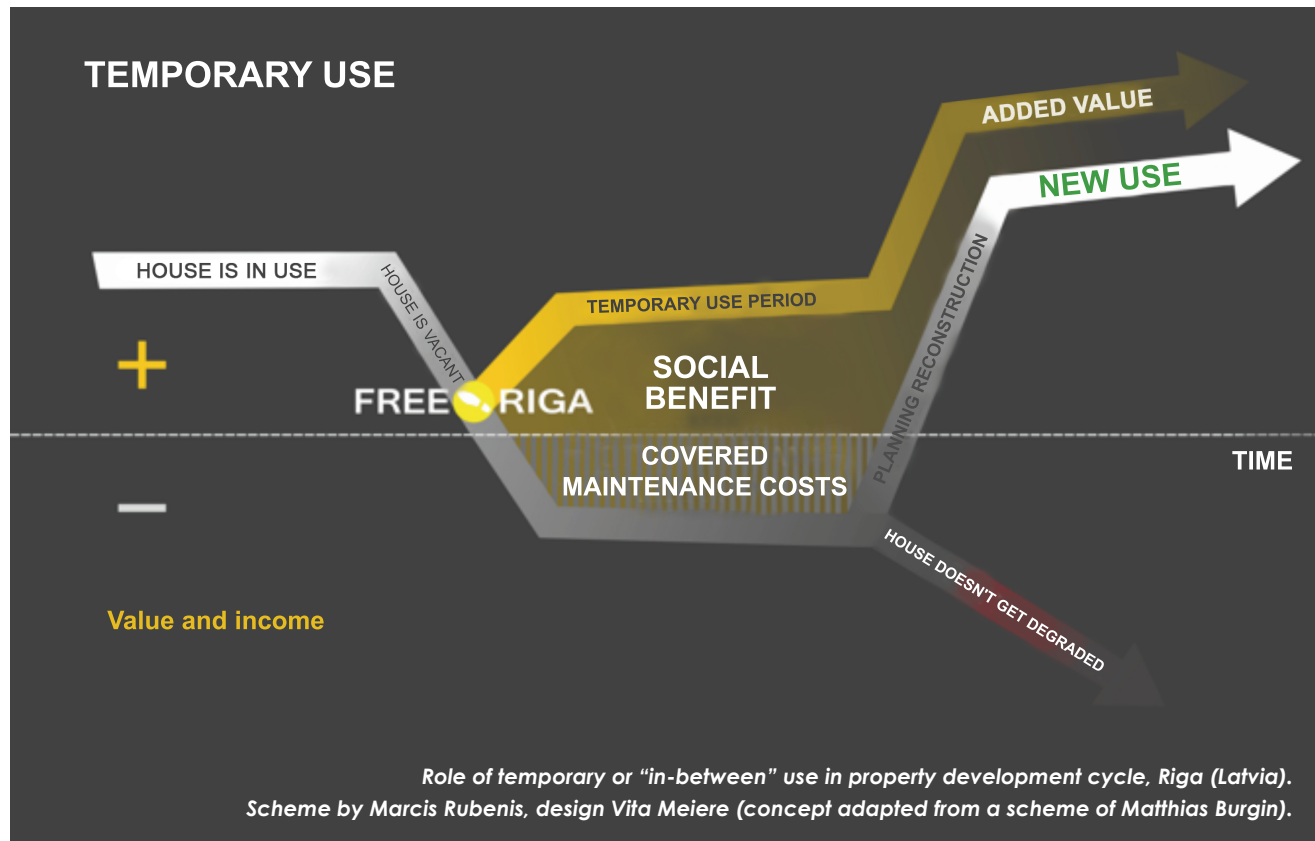 TEMPORARY USE
ADDED VALUE
NEW USE
HOUSE IS IN USE
HOUSE IS VACANT
TEMPORARY USE PERIOD
PLANNING RECONSTRUCTION
SOCIAL
BENEFIT
FREE RIGA
COVERED
MAINTENANCE COSTS
TIME
HOUSE DOESN'T GET DEGRADED
Value and income
Role of temporary or “in-between” use in property development cycle, Riga (Latvia).
Scheme by Marcis Rubenis, design Vita Meiere (concept adapted from a scheme of Matthias Burgin).